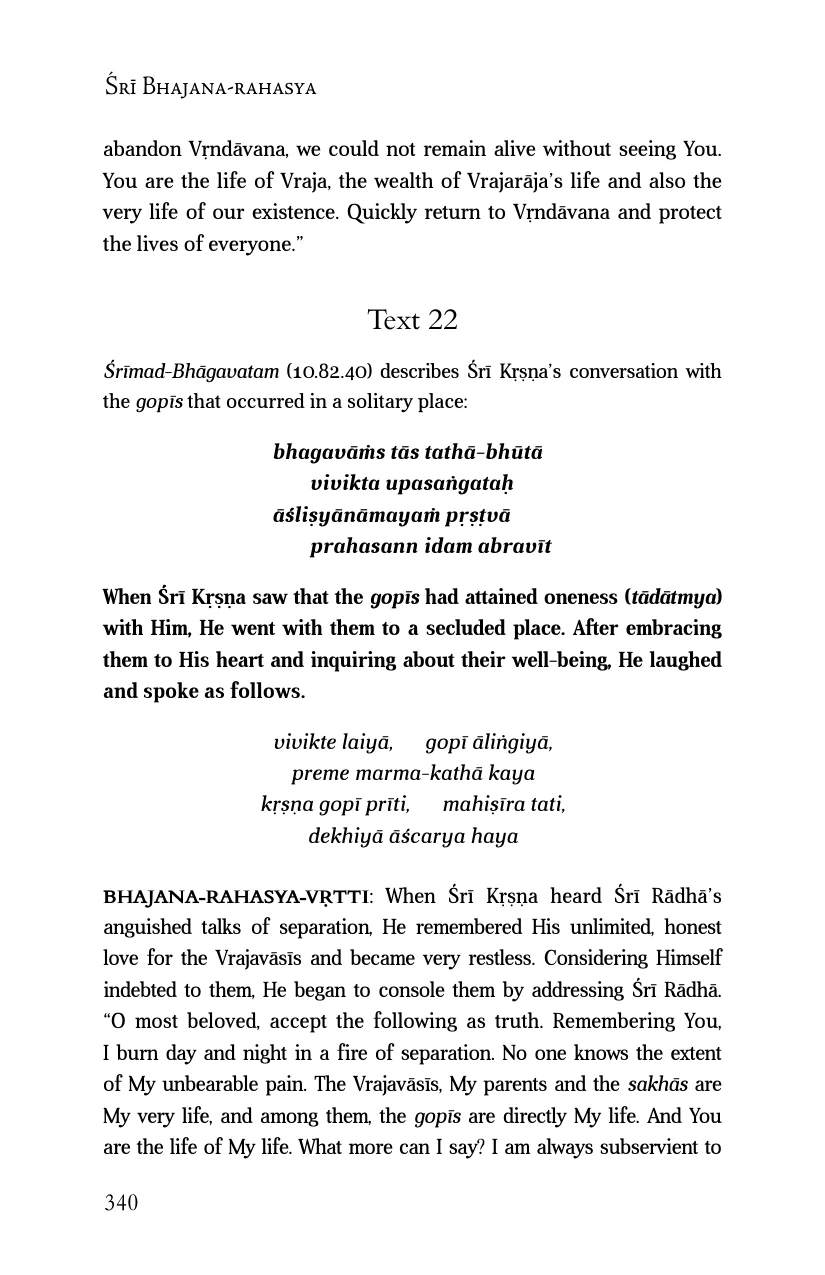 Śrī Bhajana-rahasya
abandon Vṛndāvana, we could not remain alive without seeing You.
You are the life of Vraja, the wealth of Vrajarāja’s life and also the
very life of our existence. Quickly return to Vṛndāvana and protect
the lives of everyone.”
Text 22
Śrīmad-Bhāgavatam (10.82.40) describes Śrī Kṛṣṇa’s conversation with
the gopīs that occurred in a solitary place:
bhagavāṁs tās tathā-bhūtā
vivikta upasaṅgataḥ
āśliṣyānāmayaṁ pṛṣṭvā
prahasann idam abravīt
When Śrī Kṛṣṇa saw that the gopīs had attained oneness (tādātmya)
with Him, He went with them to a secluded place. After embracing
them to His heart and inquiring about their well-being, He laughed
and spoke as follows.
vivikte laiyā, gopī āliṅgiyā,
preme marma-kathā kaya
kṛṣṇa gopī prīti, mahiṣīra tati,
dekhiyā āścarya haya
BHAJANA-RAHASYA-VṚTTI: When Śrī Kṛṣṇa heard Śrī Rādhā’s
anguished talks of separation, He remembered His unlimited, honest
love for the Vrajavāsīs and became very restless. Considering Himself
indebted to them, He began to console them by addressing Śrī Rādhā.
“O most beloved, accept the following as truth. Remembering You,
I burn day and night in a fire of separation. No one knows the extent
of My unbearable pain. The Vrajavāsīs, My parents and the sakhās are
My very life, and among them, the gopīs are directly My life. And You
are the life of My life. What more can I say? I am always subservient to
340